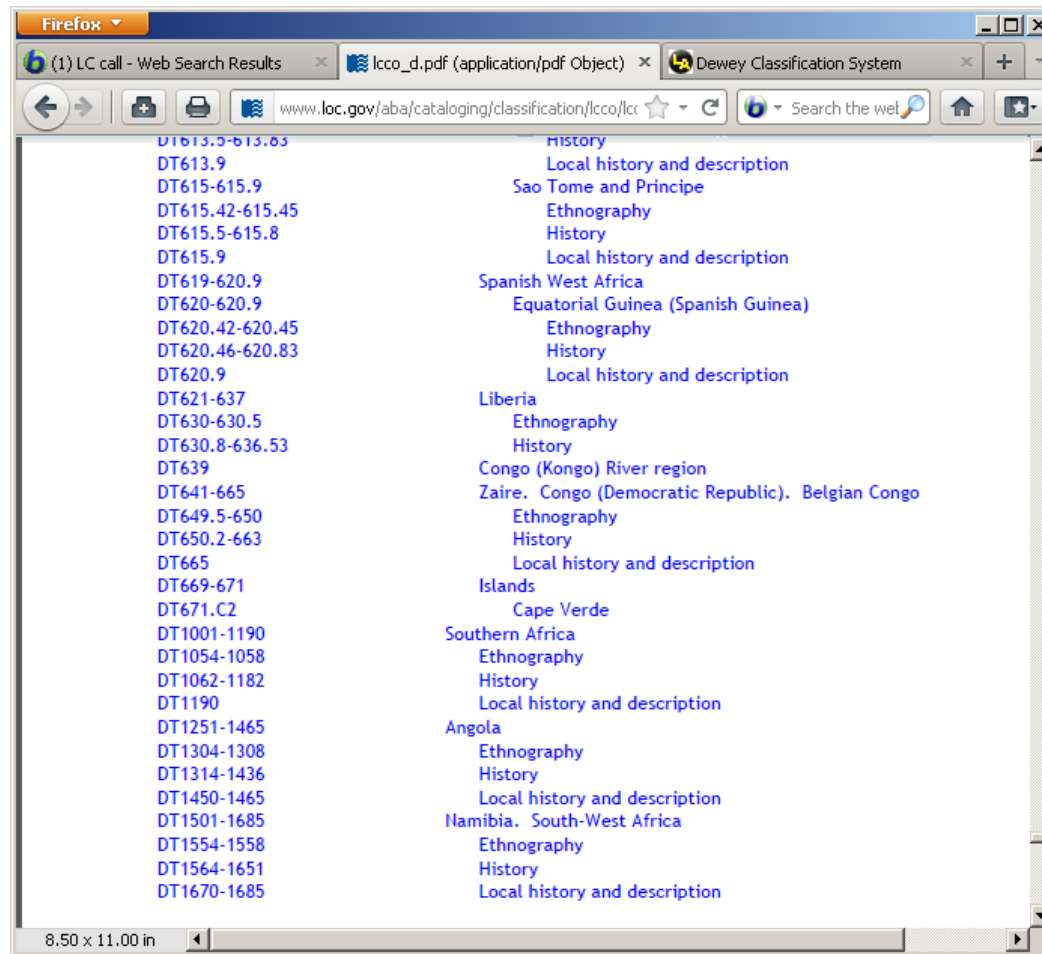 Firefox
(1) LC call - Web Search Results
lcco_d.pdf (application/pdf Object)
Dewey Classification System
www.loc.gov/aba/cataloging/classification/lcco/lcc
Search the wet
DT613.5-613.83 History
DT613.9 Local history and description
DT615-615.9 Sao Tome and Principe
DT615.42-615.45 Ethnography
DT615.5-615.8 History
DT615.9 Local history and description
DT619-620.9 Spanish West Africa
DT620-620.9 Equatorial Guinea (Spanish Guinea)
DT620.42-620.45 Ethnography
DT620.46-620.83 History
DT620.9 Local history and description
DT621-637 Liberia
DT630-630.5 Ethnography
DT630.8-636.53 History
DT639 Congo (Kongo) River region
DT641-665 Zaire. Congo (Democratic Republic). Belgian Congo
DT649.5-650 Ethnography
DT650.2-663 History
DT665 Local history and description
DT669-671 Islands
DT671.C2 Cape Verde
DT1001-1190 Southern Africa
DT1054-1058 Ethnography
DT1062-1182 History
DT1190 Local history and description
DT1251-1465 Angola
DT1304-1308 Ethnography
DT1314-1436 History
DT1450-1465 Local history and description
DT1501-1685 Namibia. South-West Africa
DT1554-1558 Ethnography
DT1564-1651 History
DT1670-1685 Local history and description
8.50 x 11.00 in